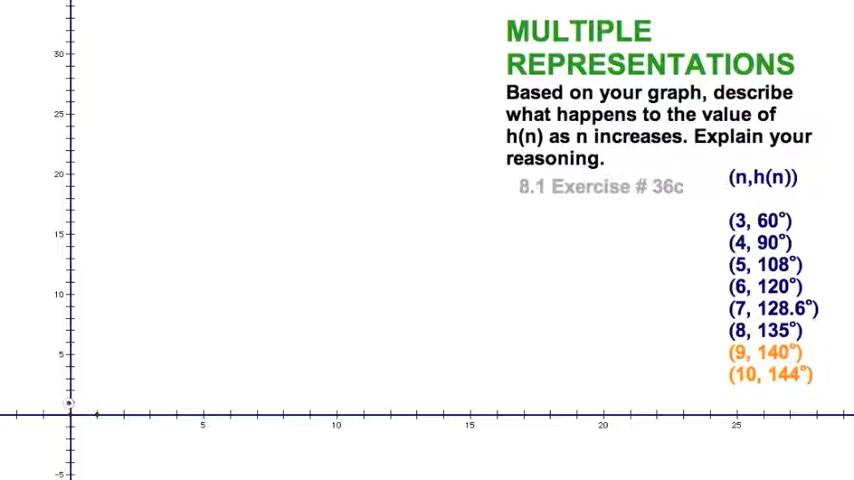 MULTIPLE
REPRESENTATIONS
Based on your graph, describe
what happens to the value of
h(n) as n increases. Explain your
reasoning.
8.1 Exercise # 36c
(n,h(n))
(3, 60°)
(4, 90°)
(5, 108°)
(6, 120°)
(7, 128.6°)
(8, 135°)
(9, 140°)
(10, 144°)
30
25
20
15
10
5
-5
5 10 15 20 25